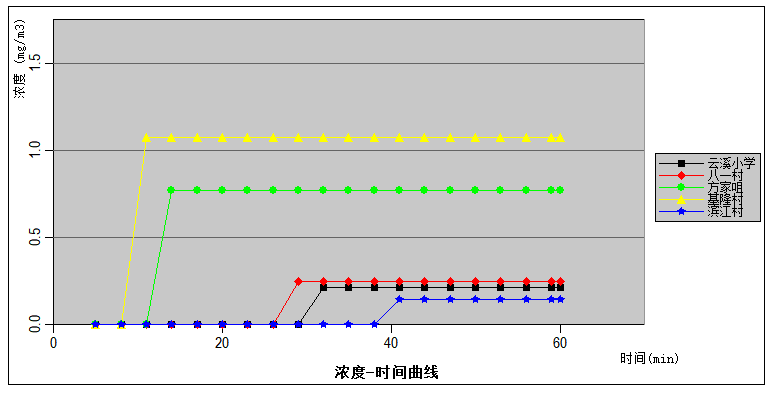 浓度 (mg/m3)
1.5
1.0
0.5
0.0
0
20
40
60
时间(min)
浓度-时间曲线
云溪小学
八一村
方家咀
基隆村
滨江村